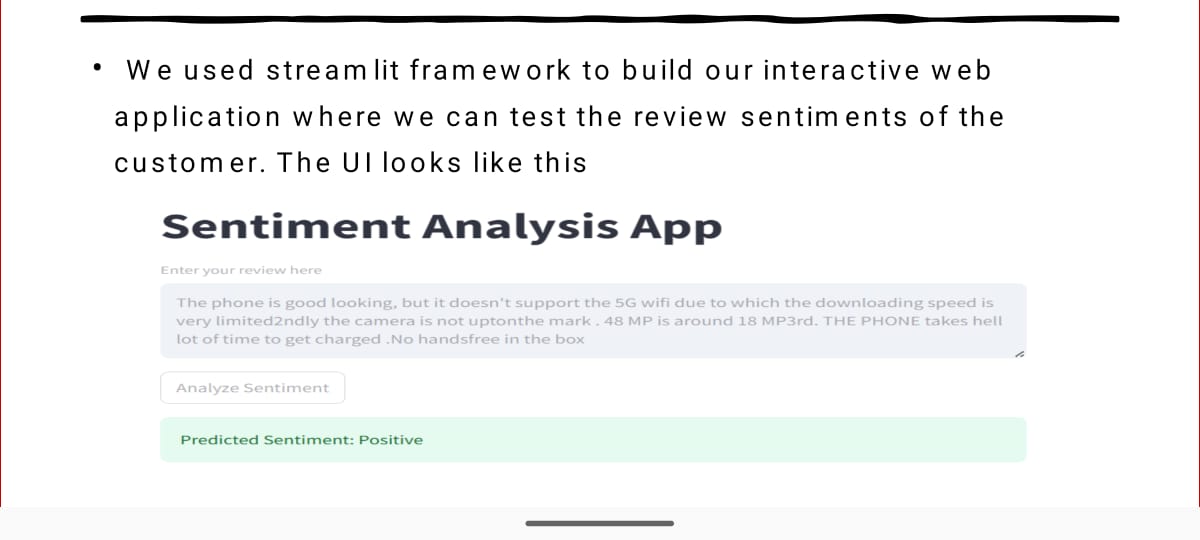 • We used streamlit framework to build our interactive web
application where we can test the review sentiments of the
customer. The UI looks like this
Sentiment Analysis App
Enter your review here
The phone is good looking, but it doesn't support the 5G wifi due to which the downloading speed is
very limited2ndly the camera is not uptonthe mark . 48 MP is around 18 MP3rd. THE PHONE takes hell
lot of time to get charged .No handsfree in the box
Analyze Sentiment
Predicted Sentiment: Positive